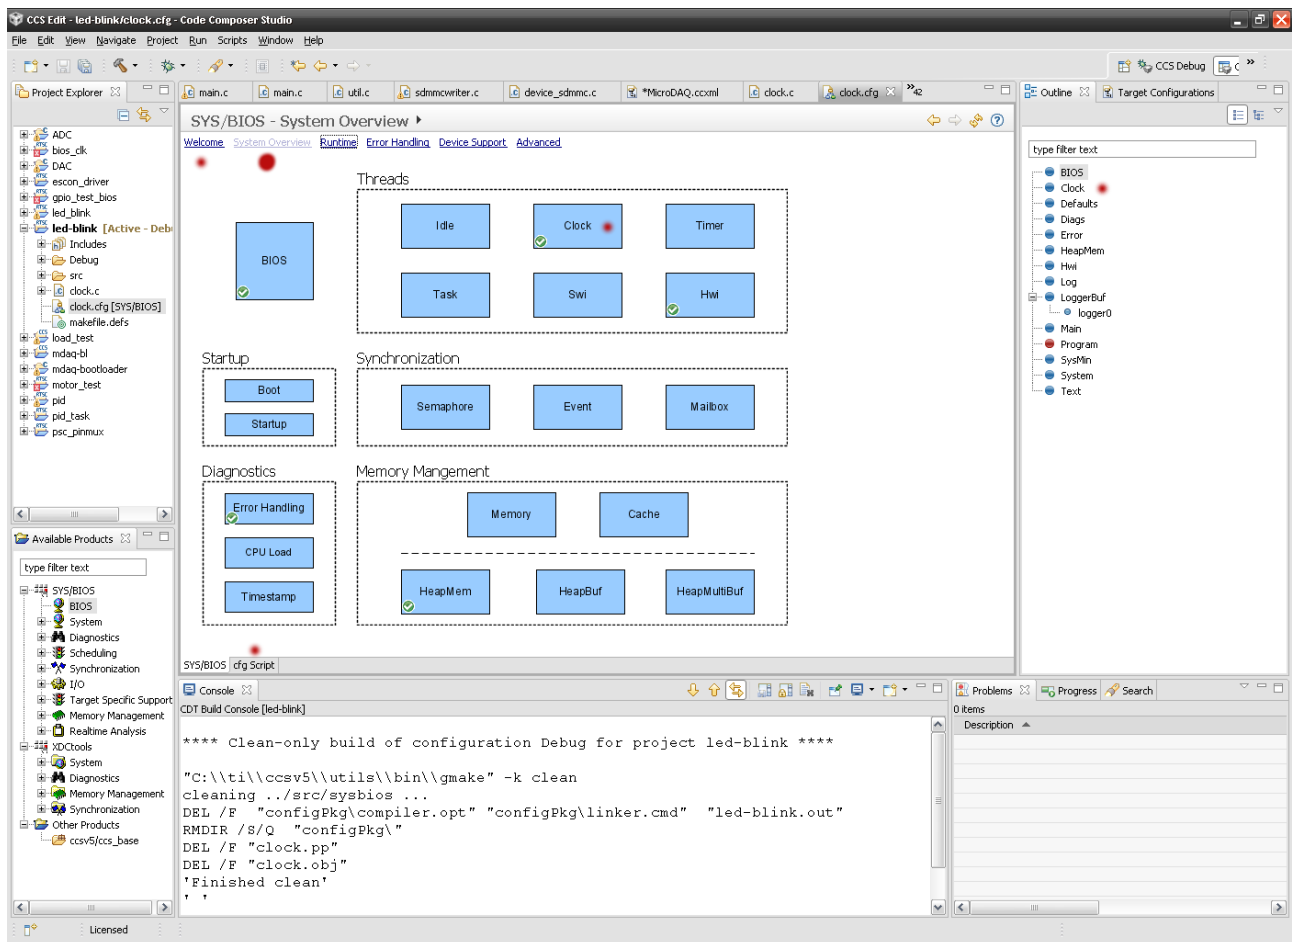 CCS Edit - led-blink/clock.cfg - Code Composer Studio
File Edit View Navigate Project Run Scripts Window Help
CCS Debug C »
Project Explorer
main.c main.c util.c sdmmcwriter.c device_sdmmc.c *MicroDAQ.ccxml clock.c clock.cfg »42
Outline Target Configurations
SYS/BIOS - System Overview
Welcome System Overview Runtime Error Handling Device Support Advanced
ADC
bios_clk
DAC
escon_driver
gpio_test_bios
led_blink
led-blink [Active - Deb
Includes
Debug
src
clock.c
clock.cfg [SYS/BIOS]
makefile.defs
load_test
mdaq-bl
mdaq-bootloader
motor_test
pid
pid_task
psc_pinmux
BIOS
Threads
Idle Clock Timer
Task Swi Hwi
Startup
Boot
Startup
Synchronization
Semaphore Event Mailbox
Diagnostics
Error Handling
CPU Load
Timestamp
Memory Mangement
Memory Cache
HeapMem HeapBuf HeapMultiBuf
SYS/BIOS cfg Script
type filter text
BIOS
Clock
Defaults
Diags
Error
HeapMem
Hwi
Log
LoggerBuf
logger0
Main
Program
SysMin
System
Text
Available Products
type filter text
SYS/BIOS
BIOS
System
Diagnostics
Scheduling
Synchronization
I/O
Target Specific Support
Memory Management
Realtime Analysis
XDCtools
System
Diagnostics
Memory Management
Synchronization
Other Products
ccsv5/ccs_base
Console
CDT Build Console [led-blink]
**** Clean-only build of configuration Debug for project led-blink ****
"C:\\ti\\ccsv5\\utils\\bin\\gmake" -k clean
cleaning ../src/sysbios ...
DEL /F "configPkg\compiler.opt" "configPkg\linker.cmd" "led-blink.out"
RMDIR /S/Q "configPkg\"
DEL /F "clock.pp"
DEL /F "clock.obj"
'Finished clean'
' '
Problems Progress Search
0 items
Description
Licensed